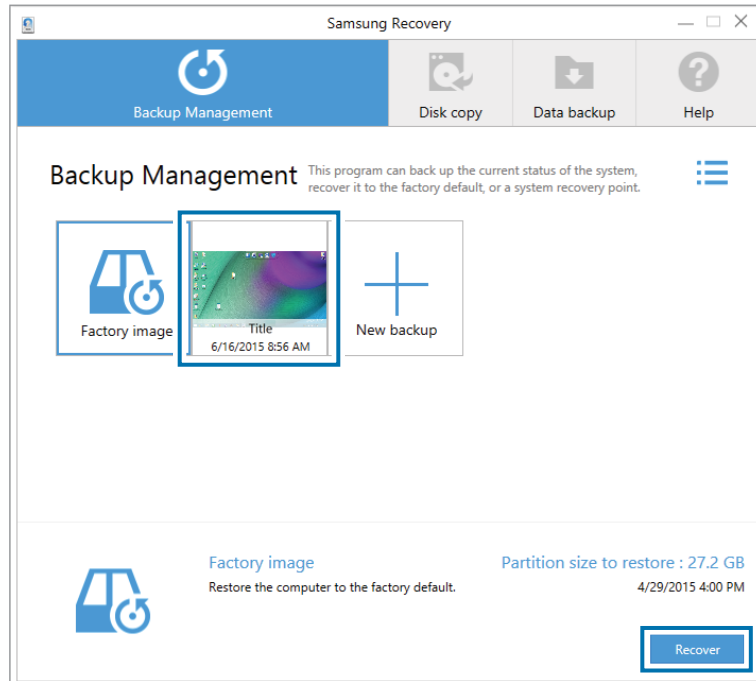 Samsung Recovery
Backup Management
Disk copy
Data backup
Help
Backup Management
This program can back up the current status of the system,
recover it to the factory default, or a system recovery point.
Factory image
Title
6/16/2015 8:56 AM
New backup
Factory image
Restore the computer to the factory default.
Partition size to restore : 27.2 GB
4/29/2015 4:00 PM
Recover